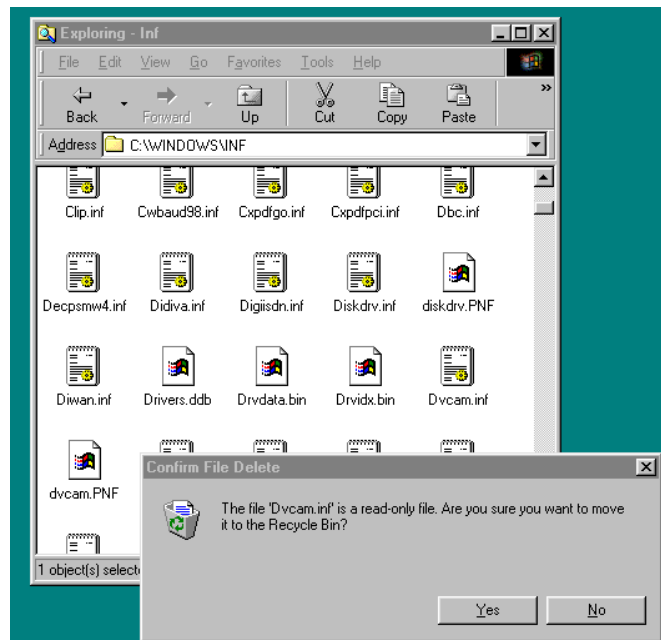 Exploring - Inf
File Edit View Go Favorites Tools Help
Back Forward Up Cut Copy Paste »
Address C:\WINDOWS\INF
Clip.inf Cwbaud98.inf Cxpdfgo.inf Cxpdfpci.inf Dbc.inf
Decpsmw4.inf Didiva.inf Digiisdn.inf Diskdrv.inf diskdrv.PNF
Diwan.inf Drivers.ddb Drvdata.bin Drvidx.bin Dvcam.inf
dvcam.PNF
Confirm File Delete
The file 'Dvcam.inf' is a read-only file. Are you sure you want to move
it to the Recycle Bin?
1 object(s) selecte
Yes No